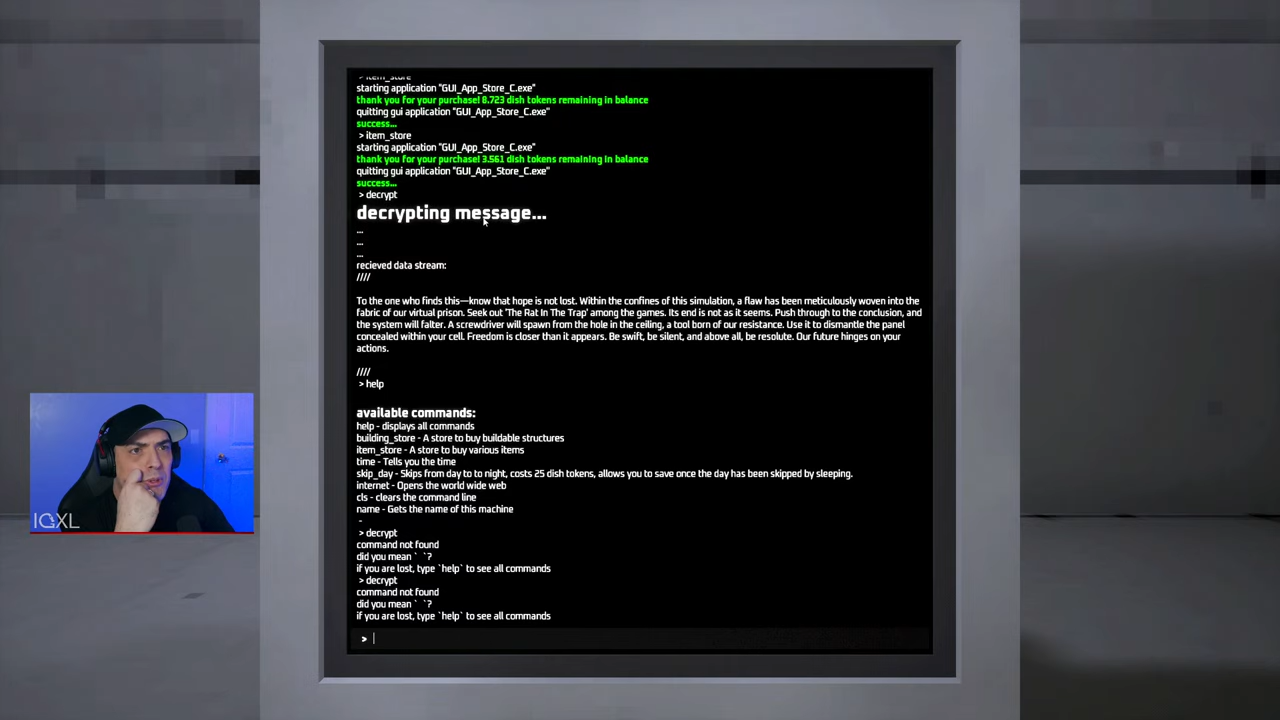 > item_store
starting application "GUI_App_Store_C.exe"
thank you for your purchase! 8.723 dish tokens remaining in balance
quitting gui application "GUI_App_Store_C.exe"
success...
> item_store
starting application "GUI_App_Store_C.exe"
thank you for your purchase! 3.561 dish tokens remaining in balance
quitting gui application "GUI_App_Store_C.exe"
success...
> decrypt
decrypting message...
...
...
...
recieved data stream:
////
To the one who finds this—know that hope is not lost. Within the confines of this simulation, a flaw has been meticulously woven into the
fabric of our virtual prison. Seek out 'The Rat In The Trap' among the games. Its end is not as it seems. Push through to the conclusion, and
the system will falter. A screwdriver will spawn from the hole in the ceiling, a tool born of our resistance. Use it to dismantle the panel
concealed within your cell. Freedom is closer than it appears. Be swift, be silent, and above all, be resolute. Our future hinges on your
actions.
////
> help
available commands:
help - displays all commands
building_store - A store to buy buildable structures
item_store - A store to buy various items
time - Tells you the time
skip_day - Skips from day to to night, costs 25 dish tokens, allows you to save once the day has been skipped by sleeping.
internet - Opens the world wide web
cls - clears the command line
name - Gets the name of this machine
-
> decrypt
command not found
did you mean ` `?
if you are lost, type `help` to see all commands
> decrypt
command not found
did you mean ` `?
if you are lost, type `help` to see all commands
>
IGXL